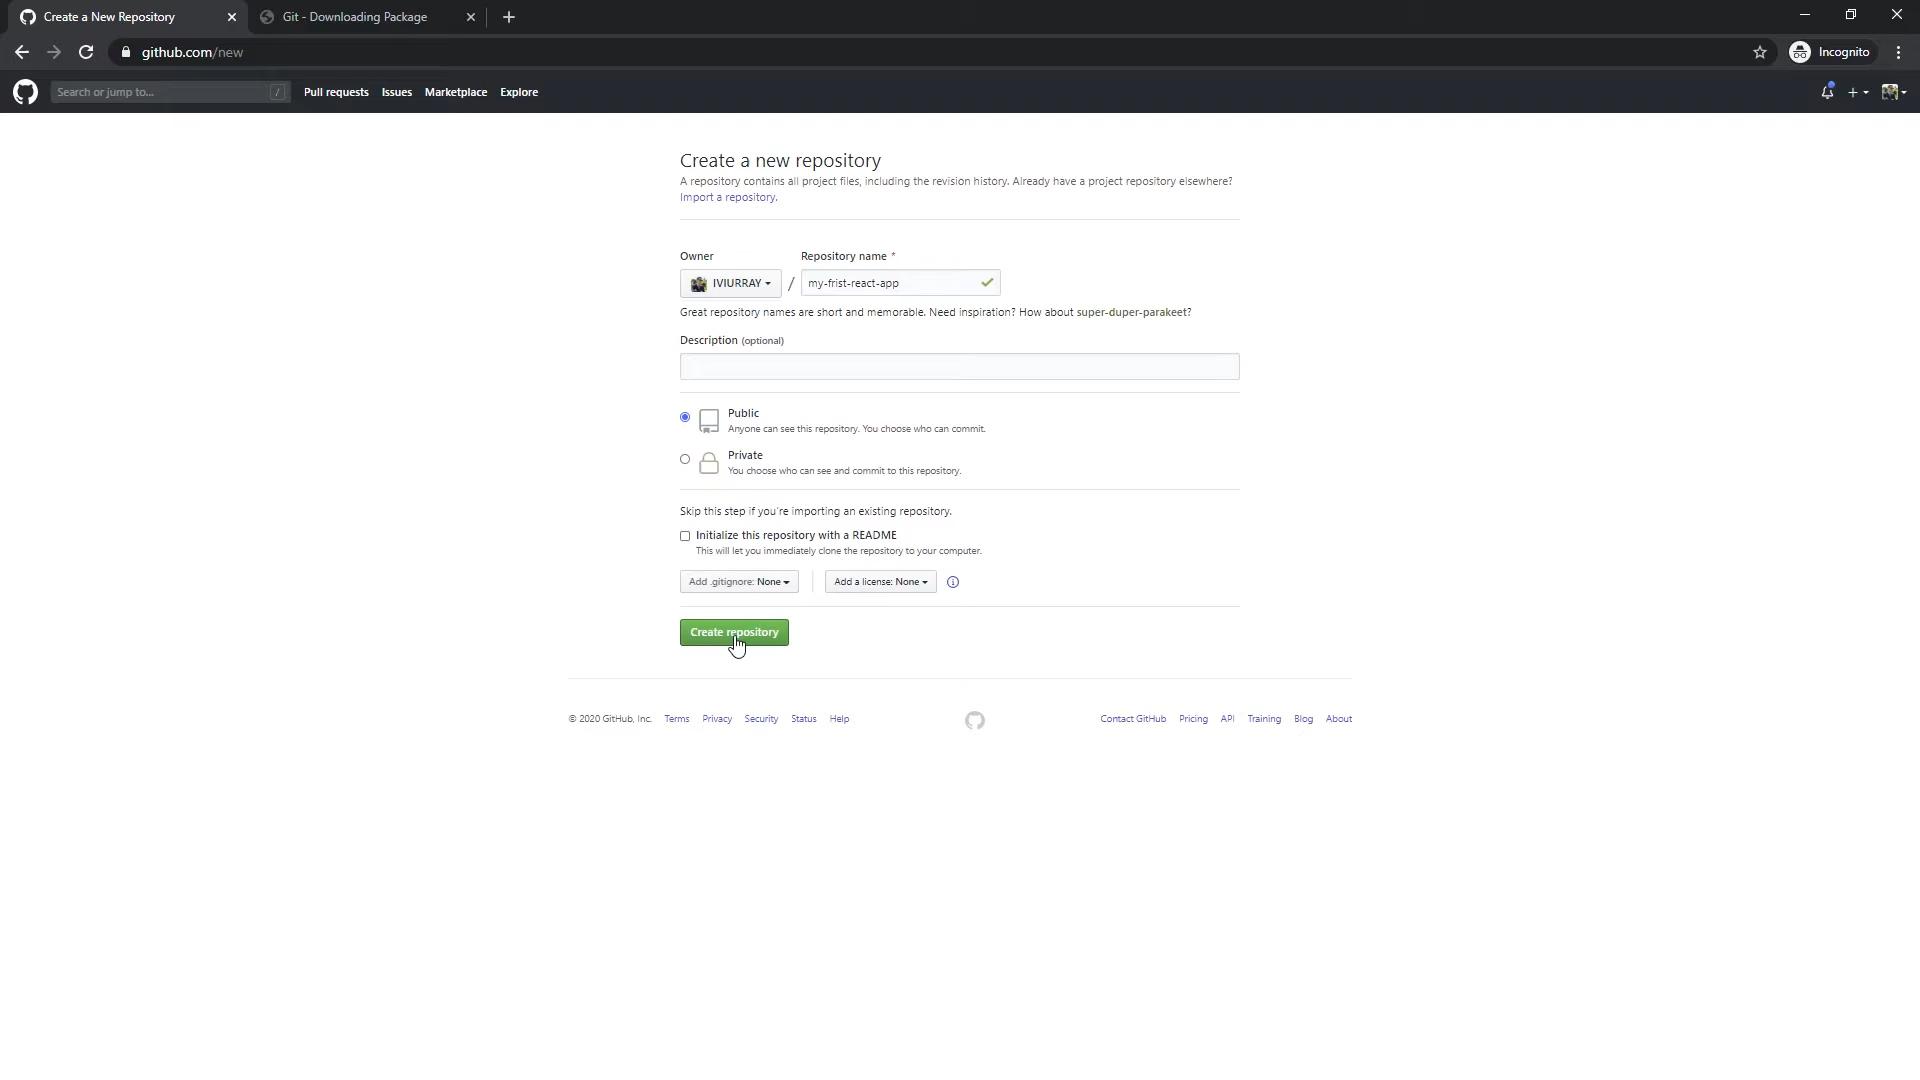 Create a New Repository
Git - Downloading Package
github.com/new
Incognito
Search or jump to...
/
Pull requests
Issues
Marketplace
Explore
Create a new repository
A repository contains all project files, including the revision history. Already have a project repository elsewhere?
Import a repository.
Owner
Repository name *
IVIURRAY
/
my-frist-react-app
Great repository names are short and memorable. Need inspiration? How about super-duper-parakeet?
Description (optional)
Public
Anyone can see this repository. You choose who can commit.
Private
You choose who can see and commit to this repository.
Skip this step if you're importing an existing repository.
Initialize this repository with a README
This will let you immediately clone the repository to your computer.
Add .gitignore: None
Add a license: None
Create repository
© 2020 GitHub, Inc.
Terms
Privacy
Security
Status
Help
Contact GitHub
Pricing
API
Training
Blog
About